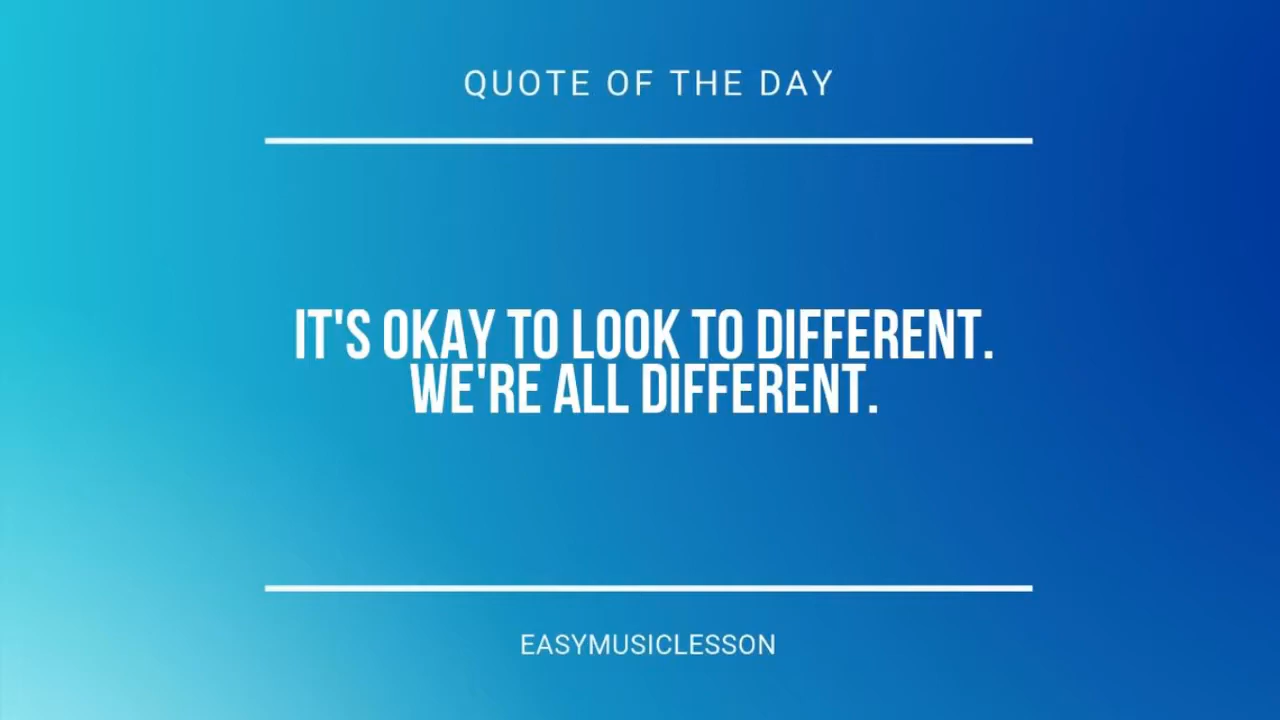 QUOTE OF THE DAY
IT'S OKAY TO LOOK TO DIFFERENT.
WE'RE ALL DIFFERENT.
EASYMUSICLESSON